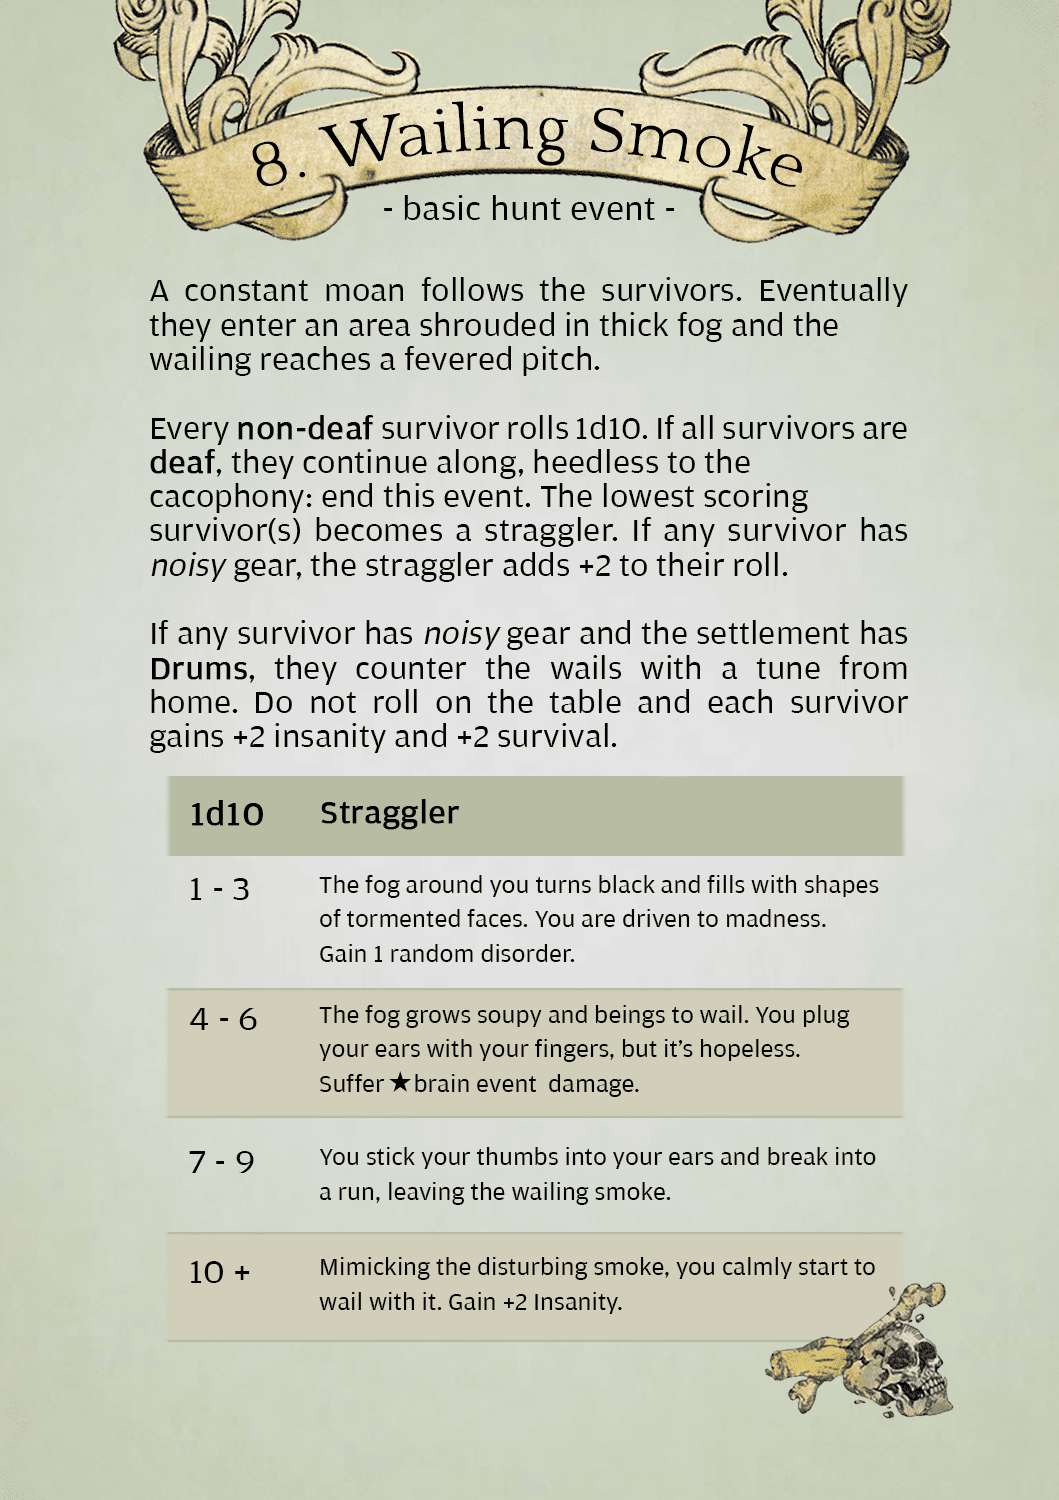 8. Wailing Smoke
- basic hunt event -
A constant moan follows the survivors. Eventually
they enter an area shrouded in thick fog and the
wailing reaches a fevered pitch.
Every non-deaf survivor rolls 1d10. If all survivors are
deaf, they continue along, heedless to the
cacophony: end this event. The lowest scoring
survivor(s) becomes a straggler. If any survivor has
noisy gear, the straggler adds +2 to their roll.
If any survivor has noisy gear and the settlement has
Drums, they counter the wails with a tune from
home. Do not roll on the table and each survivor
gains +2 insanity and +2 survival.
1d10 Straggler
1 - 3 The fog around you turns black and fills with shapes
of tormented faces. You are driven to madness.
Gain 1 random disorder.
4 - 6 The fog grows soupy and beings to wail. You plug
your ears with your fingers, but it's hopeless.
Suffer ★brain event damage.
7 - 9 You stick your thumbs into your ears and break into
a run, leaving the wailing smoke.
10 + Mimicking the disturbing smoke, you calmly start to
wail with it. Gain +2 Insanity.